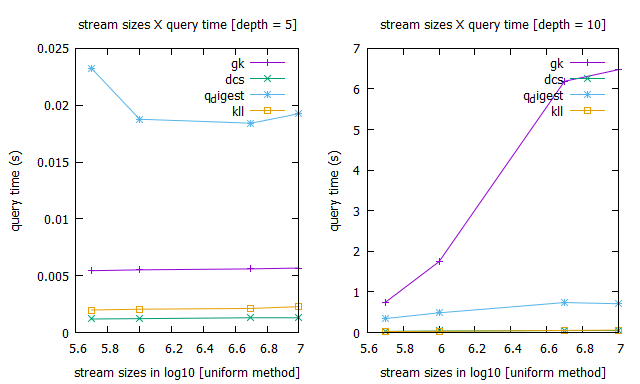 stream sizes X query time [depth = 5]
0.025
0.02
0.015
0.01
0.005
0
5.6
5.8
6
6.2
6.4
6.6
6.8
7
query time (s)
stream sizes in log10 [uniform method]
gk
dcs
q_digest
kll
stream sizes X query time [depth = 10]
7
6
5
4
3
2
1
0
5.6
5.8
6
6.2
6.4
6.6
6.8
7
query time (s)
stream sizes in log10 [uniform method]
gk
dcs
q_digest
kll